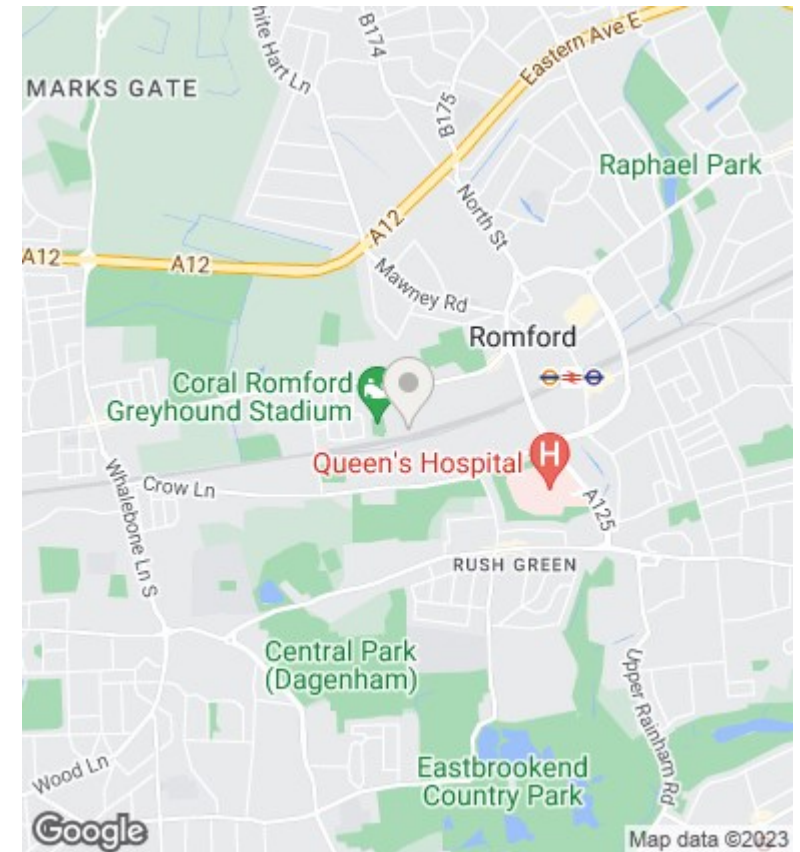 hite Hart Ln
B174
B175
Eastern Ave E
MARKS GATE
Raphael Park
North St
A12
A12
A12
Mawney Rd
Romford
Coral Romford
Greyhound Stadium
Queen's Hospital
H
Crow Ln
A125
Whalebone Ln S
RUSH GREEN
Central Park
(Dagenham)
Upper Rainham Rd
Wood Ln
Eastbrookend
Country Park
Google
Map data ©2023